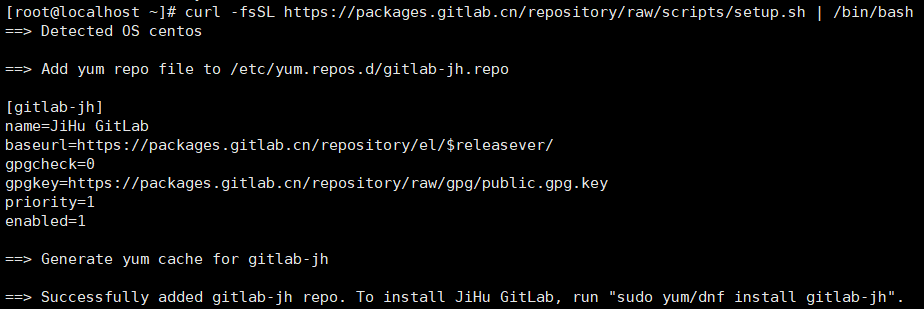 [root@localhost ~]# curl -fsSL https://packages.gitlab.cn/repository/raw/scripts/setup.sh | /bin/bash
==> Detected OS centos
==> Add yum repo file to /etc/yum.repos.d/gitlab-jh.repo
[gitlab-jh]
name=JiHu GitLab
baseurl=https://packages.gitlab.cn/repository/el/$releasever/
gpgcheck=0
gpgkey=https://packages.gitlab.cn/repository/raw/gpg/public.gpg.key
priority=1
enabled=1
==> Generate yum cache for gitlab-jh
==> Successfully added gitlab-jh repo. To install JiHu GitLab, run "sudo yum/dnf install gitlab-jh".